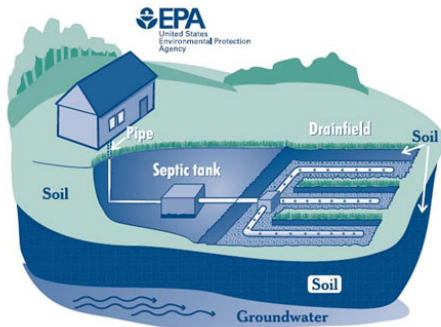 EPA
United States
Environmental Protection
Agency
Pipe
Drainfield
Soil
Septic tank
Soil
Soil
Groundwater